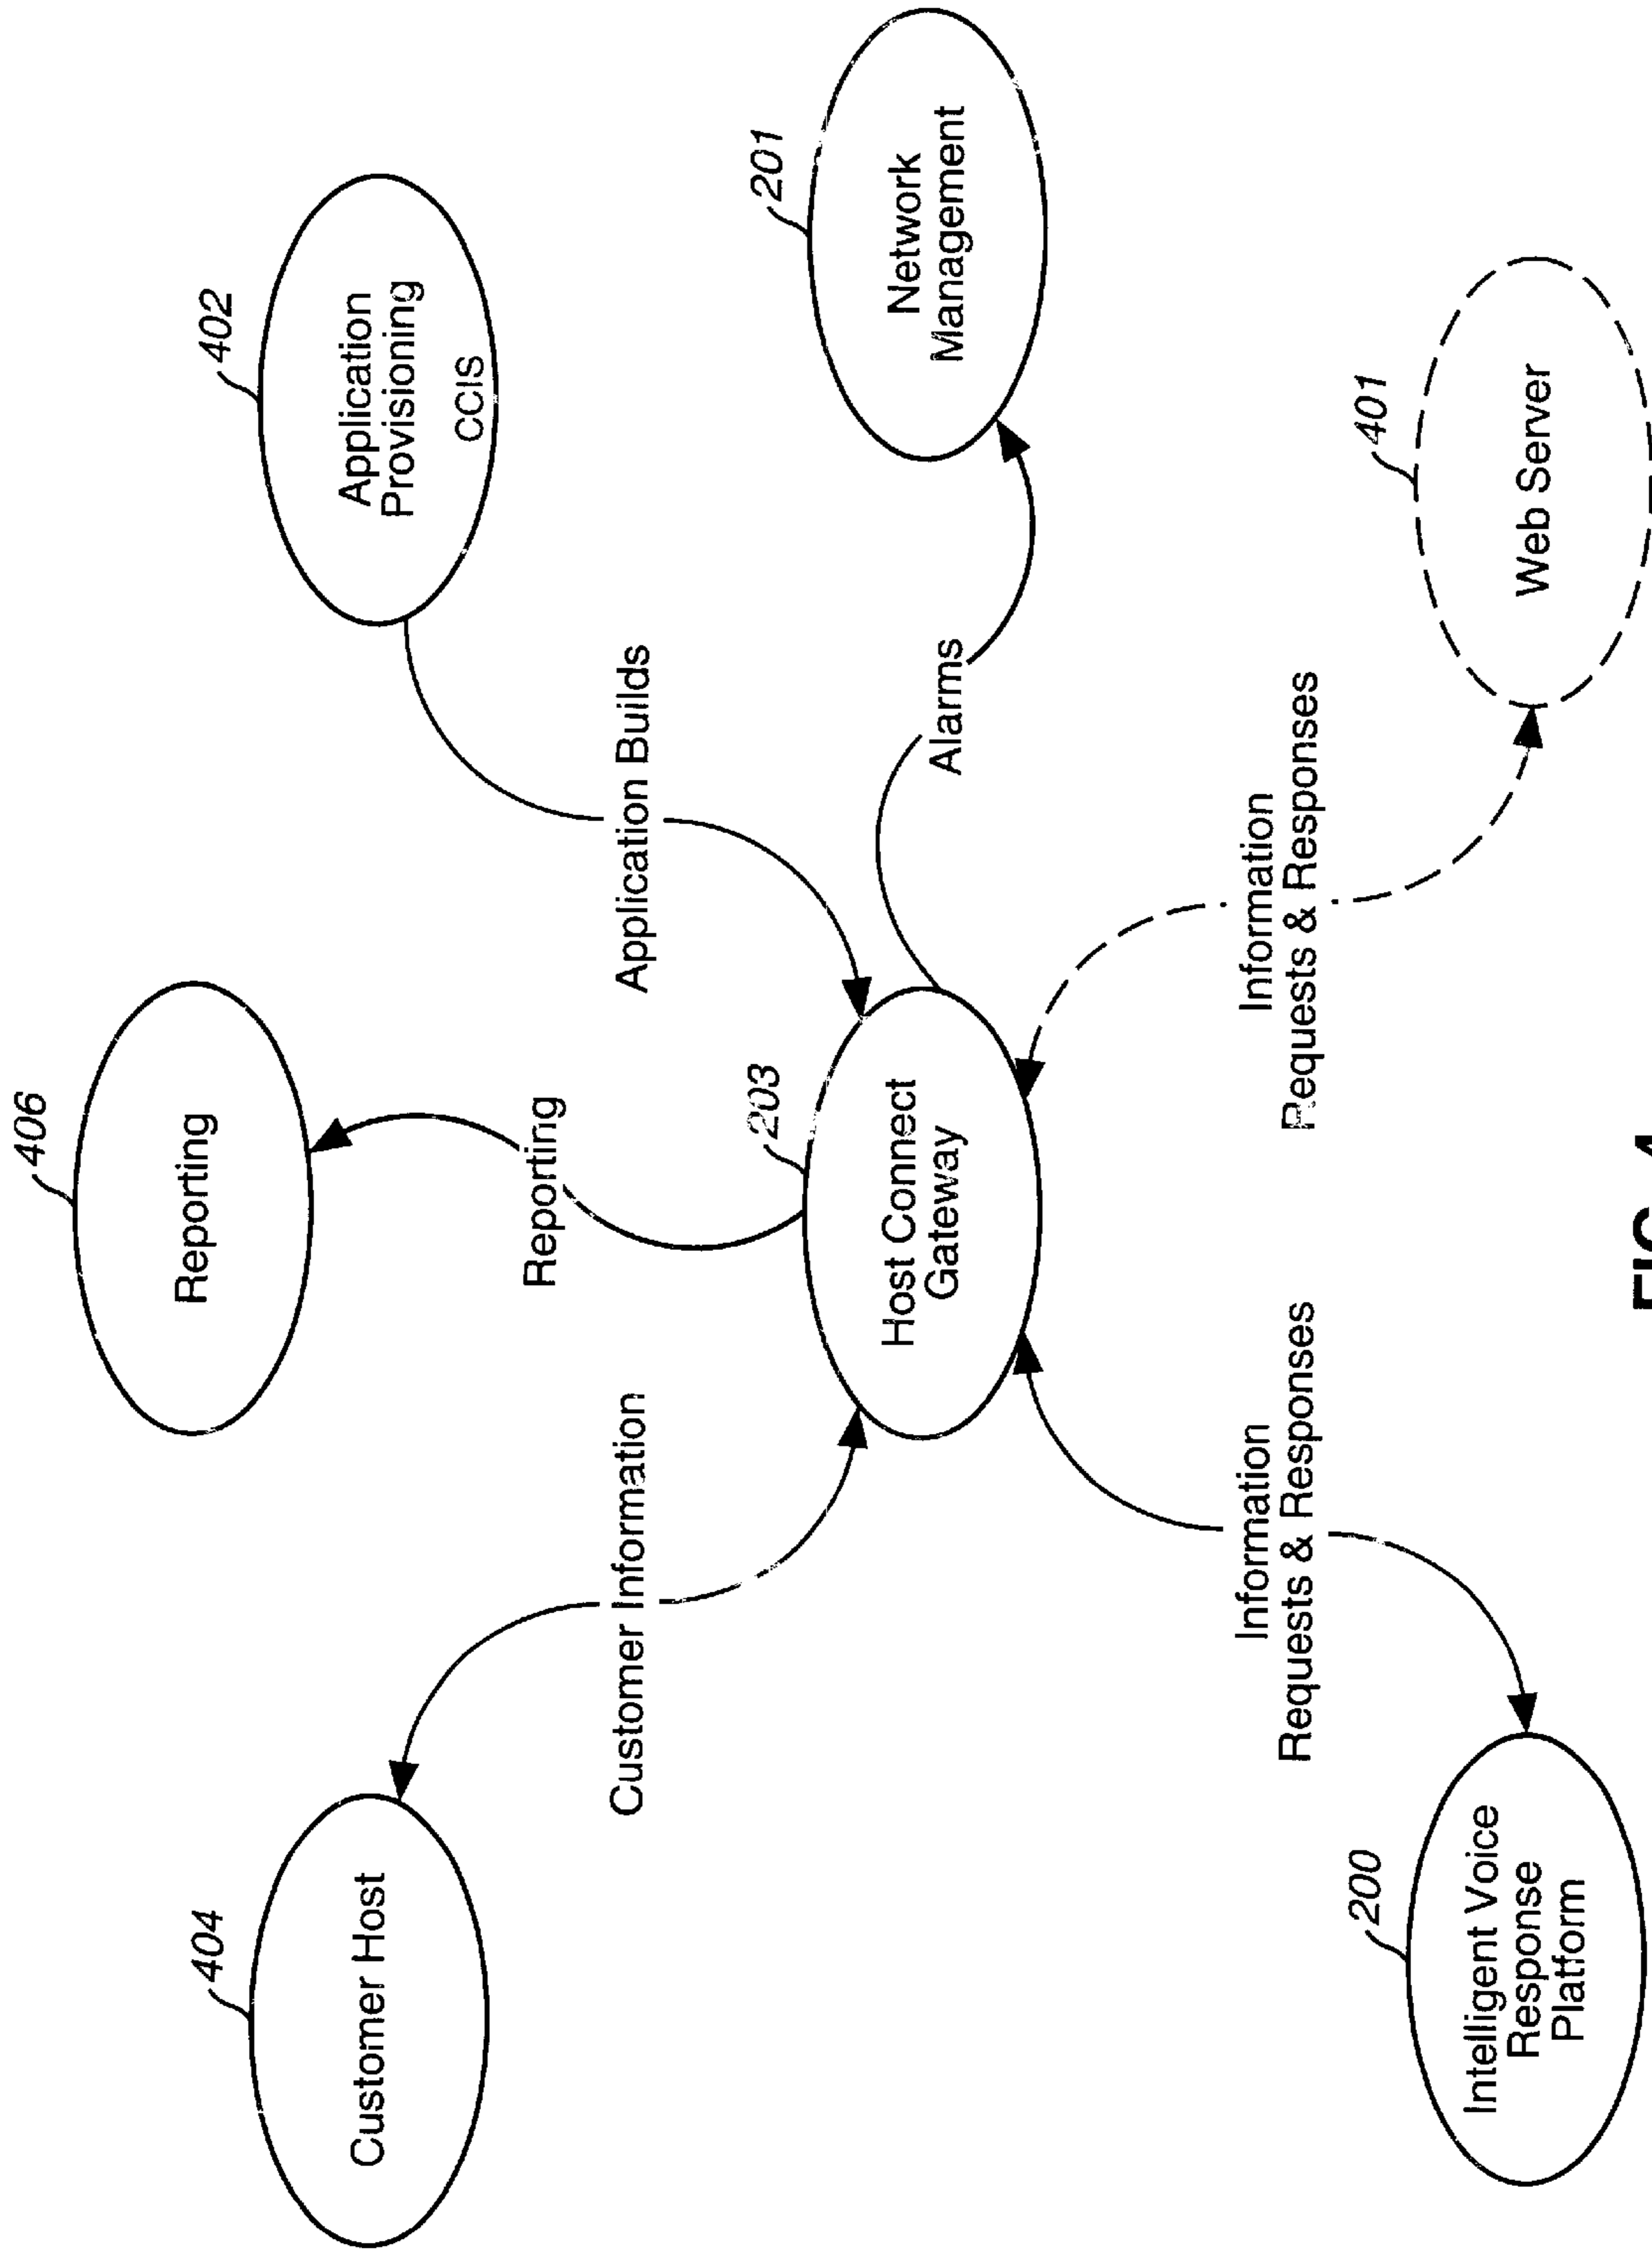 406
Reporting
402
Application
Provisioning
CCIS
404
Customer Host
Reporting
Customer Information
Application Builds
203
Host Connect
Gateway
201
Network
Management
Alarms
Information
Requests & Responses
Information
Requests & Responses
401
Web Server
200
Intelligent Voice
Response
Platform